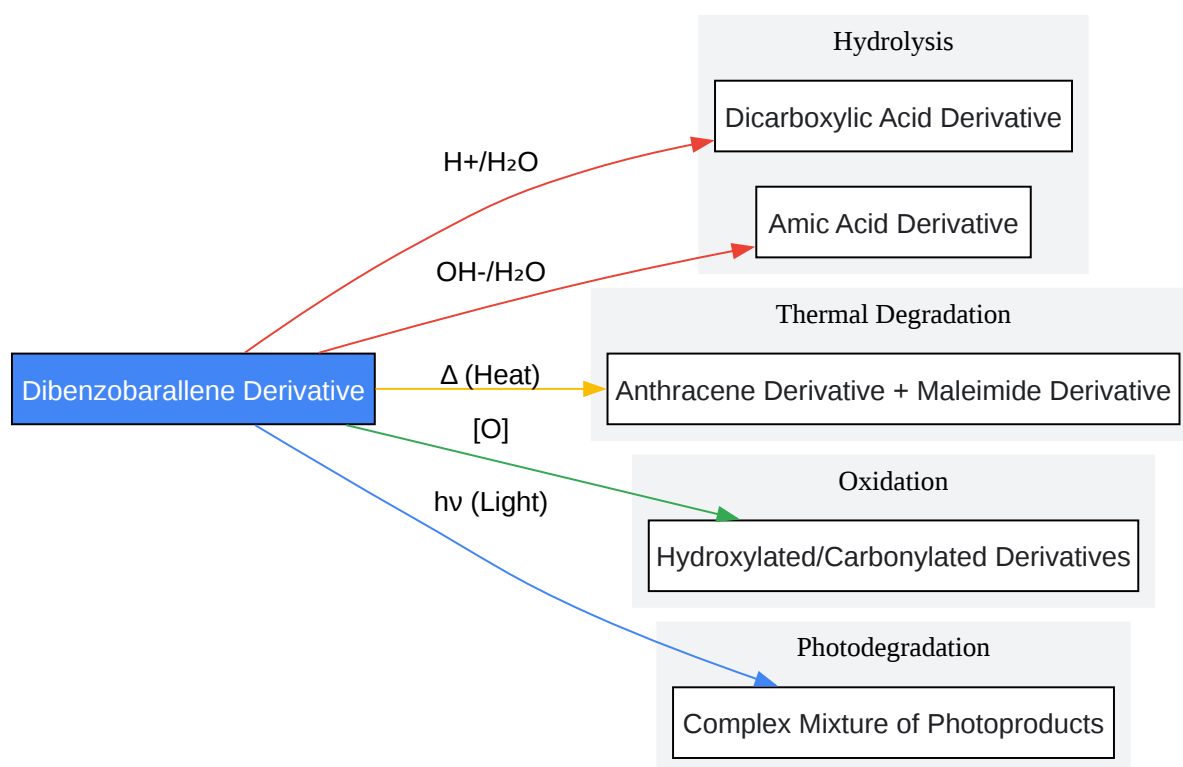 Hydrolysis
Dicarboxylic Acid Derivative
H+/H₂O
Amic Acid Derivative
OH-/H₂O
Thermal Degradation
Dibenzobarallene Derivative
Δ (Heat)
Anthracene Derivative + Maleimide Derivative
[O]
Oxidation
hν (Light)
Hydroxylated/Carbonylated Derivatives
Photodegradation
Complex Mixture of Photoproducts